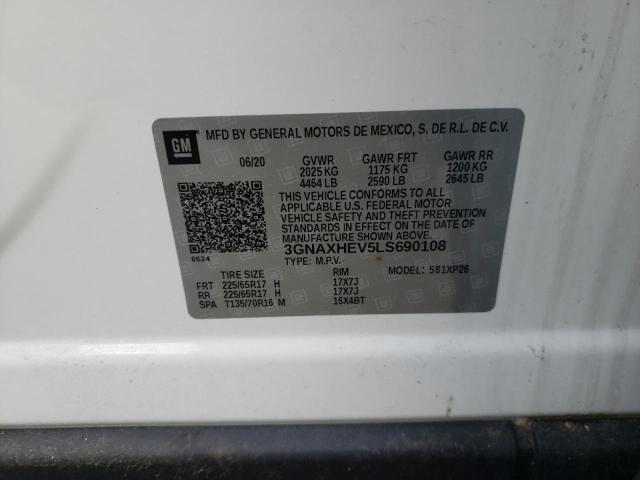 GM MFD BY GENERAL MOTORS DE MEXICO, S. DE R.L. DE C.V.
06/20 GVWR GAWR FRT GAWR RR
2025 KG 1175 KG 1200 KG
4464 LB 2590 LB 2645 LB
THIS VEHICLE CONFORMS TO ALL
APPLICABLE U.S. FEDERAL MOTOR
VEHICLE SAFETY AND THEFT PREVENTION
STANDARDS IN EFFECT ON THE DATE OF
MANUFACTURE SHOWN ABOVE.
3GNAXHEV5LS690108
0624 TYPE: M.P.V. MODEL: 581XP26
TIRE SIZE RIM
FRT 225/65R17 H 17X7J
RR 225/65R17 H 17X7J
SPA T135/70R16 M 16X4BT